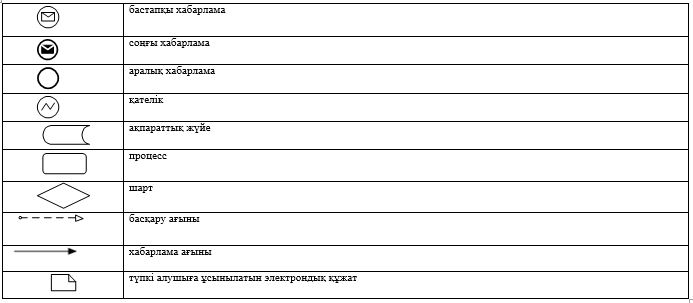 бастапқы хабарлама
соңғы хабарлама
аралық хабарлама
қателік
ақпараттық жүйе
процесс
шарт
басқару ағыны
хабарлама ағыны
түпкі алушыға ұсынылатын электрондық құжат